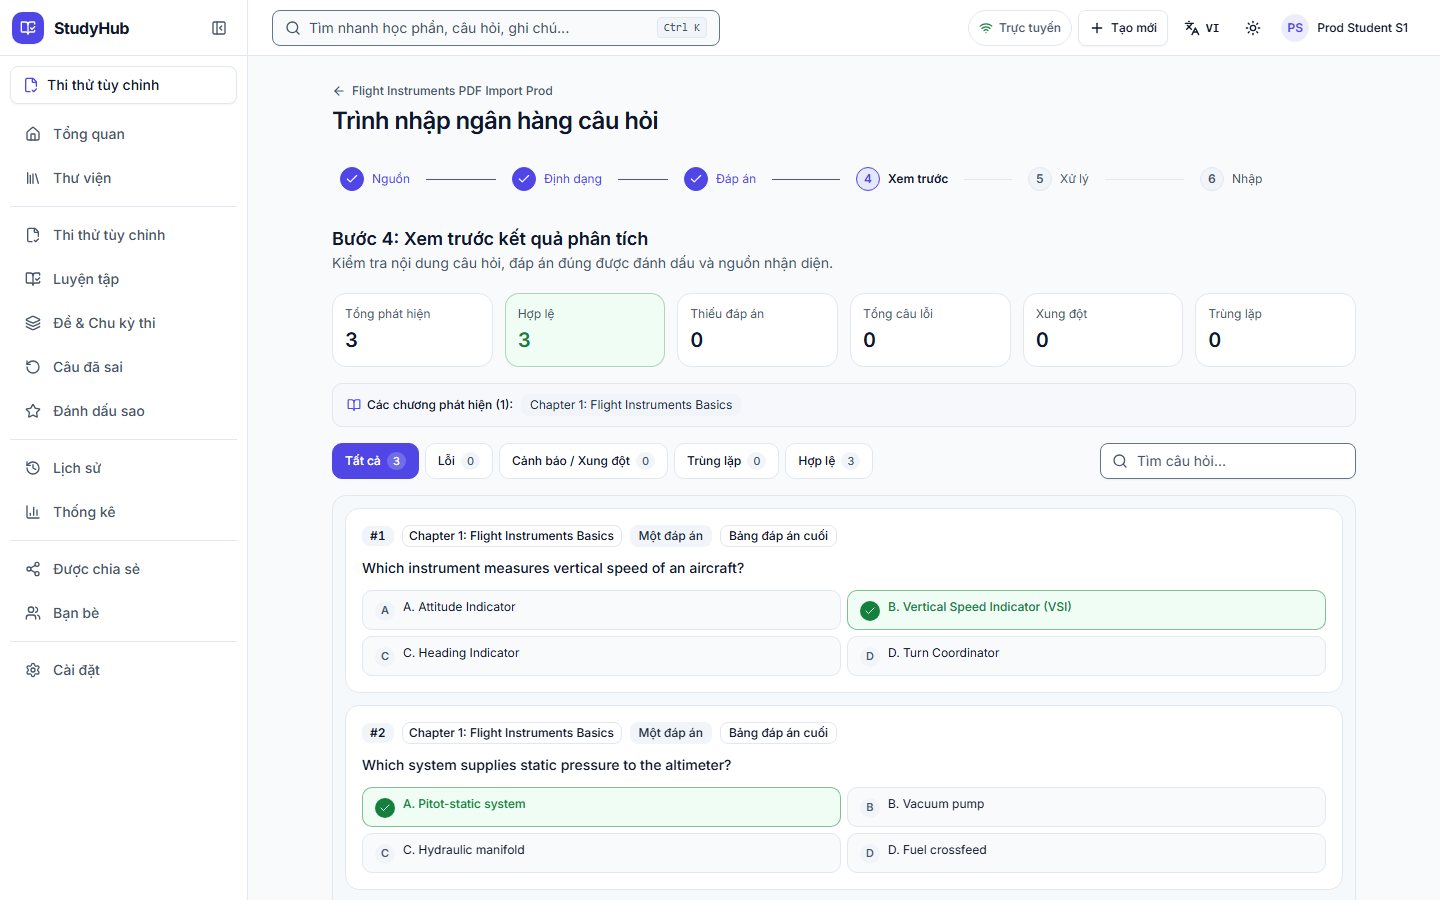 StudyHub
Tìm nhanh học phần, câu hỏi, ghi chú...
Ctrl K
Trực tuyến
Tạo mới
VI
PS
Prod Student S1
Thi thử tùy chỉnh
Tổng quan
Thư viện
Thi thử tùy chỉnh
Luyện tập
Đề & Chu kỳ thi
Câu đã sai
Đánh dấu sao
Lịch sử
Thống kê
Được chia sẻ
Bạn bè
Cài đặt
Flight Instruments PDF Import Prod
Trình nhập ngân hàng câu hỏi
Nguồn
Định dạng
Đáp án
4 Xem trước
5 Xử lý
6 Nhập
Bước 4: Xem trước kết quả phân tích
Kiểm tra nội dung câu hỏi, đáp án đúng được đánh dấu và nguồn nhận diện.
Tổng phát hiện
3
Hợp lệ
3
Thiếu đáp án
0
Tổng câu lỗi
0
Xung đột
0
Trùng lặp
0
Các chương phát hiện (1): Chapter 1: Flight Instruments Basics
Tất cả 3
Lỗi 0
Cảnh báo / Xung đột 0
Trùng lặp 0
Hợp lệ 3
Tìm câu hỏi...
#1 Chapter 1: Flight Instruments Basics Một đáp án Bảng đáp án cuối
Which instrument measures vertical speed of an aircraft?
A A. Attitude Indicator
B. Vertical Speed Indicator (VSI)
C C. Heading Indicator
D D. Turn Coordinator
#2 Chapter 1: Flight Instruments Basics Một đáp án Bảng đáp án cuối
Which system supplies static pressure to the altimeter?
A. Pitot-static system
B B. Vacuum pump
C C. Hydraulic manifold
D D. Fuel crossfeed